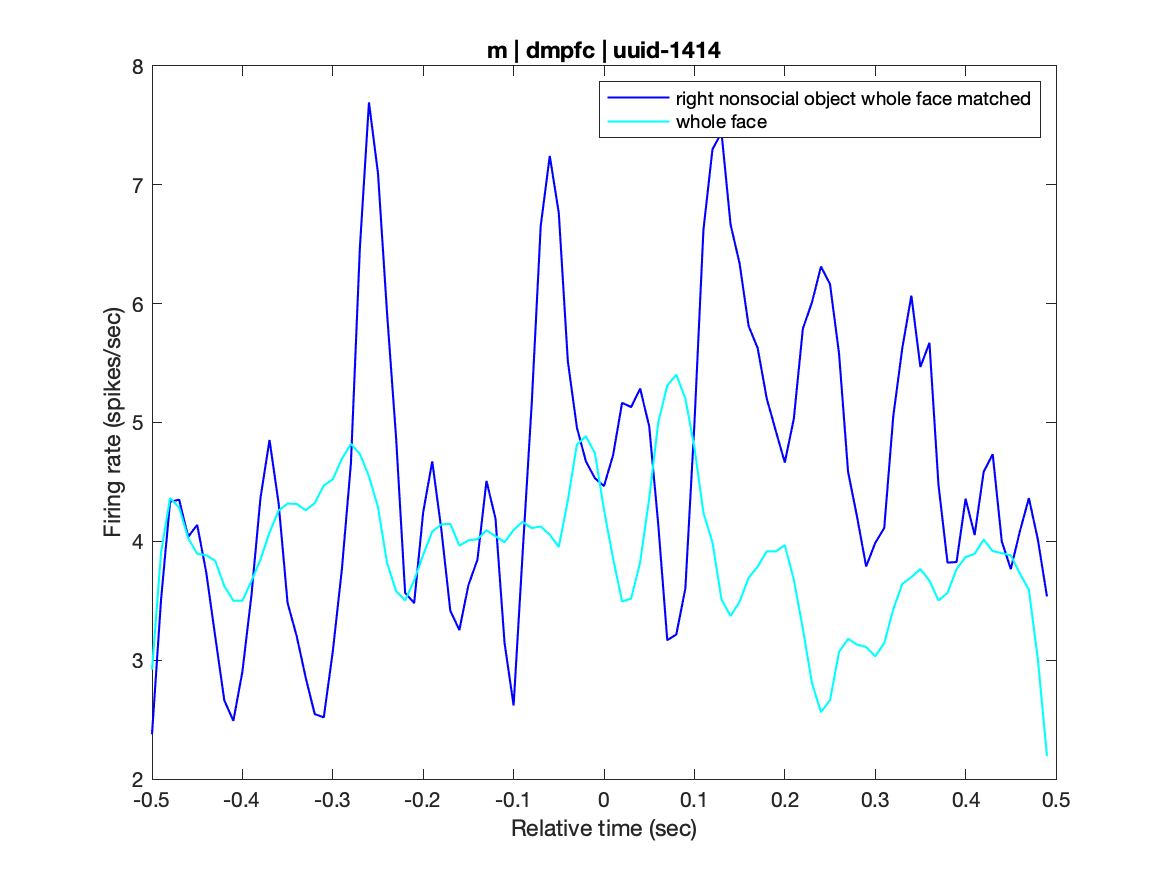 m | dmpfc | uuid-1414
right nonsocial object whole face matched
whole face
Firing rate (spikes/sec)
8
7
6
5
4
3
2
-0.5 -0.4 -0.3 -0.2 -0.1 0 0.1 0.2 0.3 0.4 0.5
Relative time (sec)